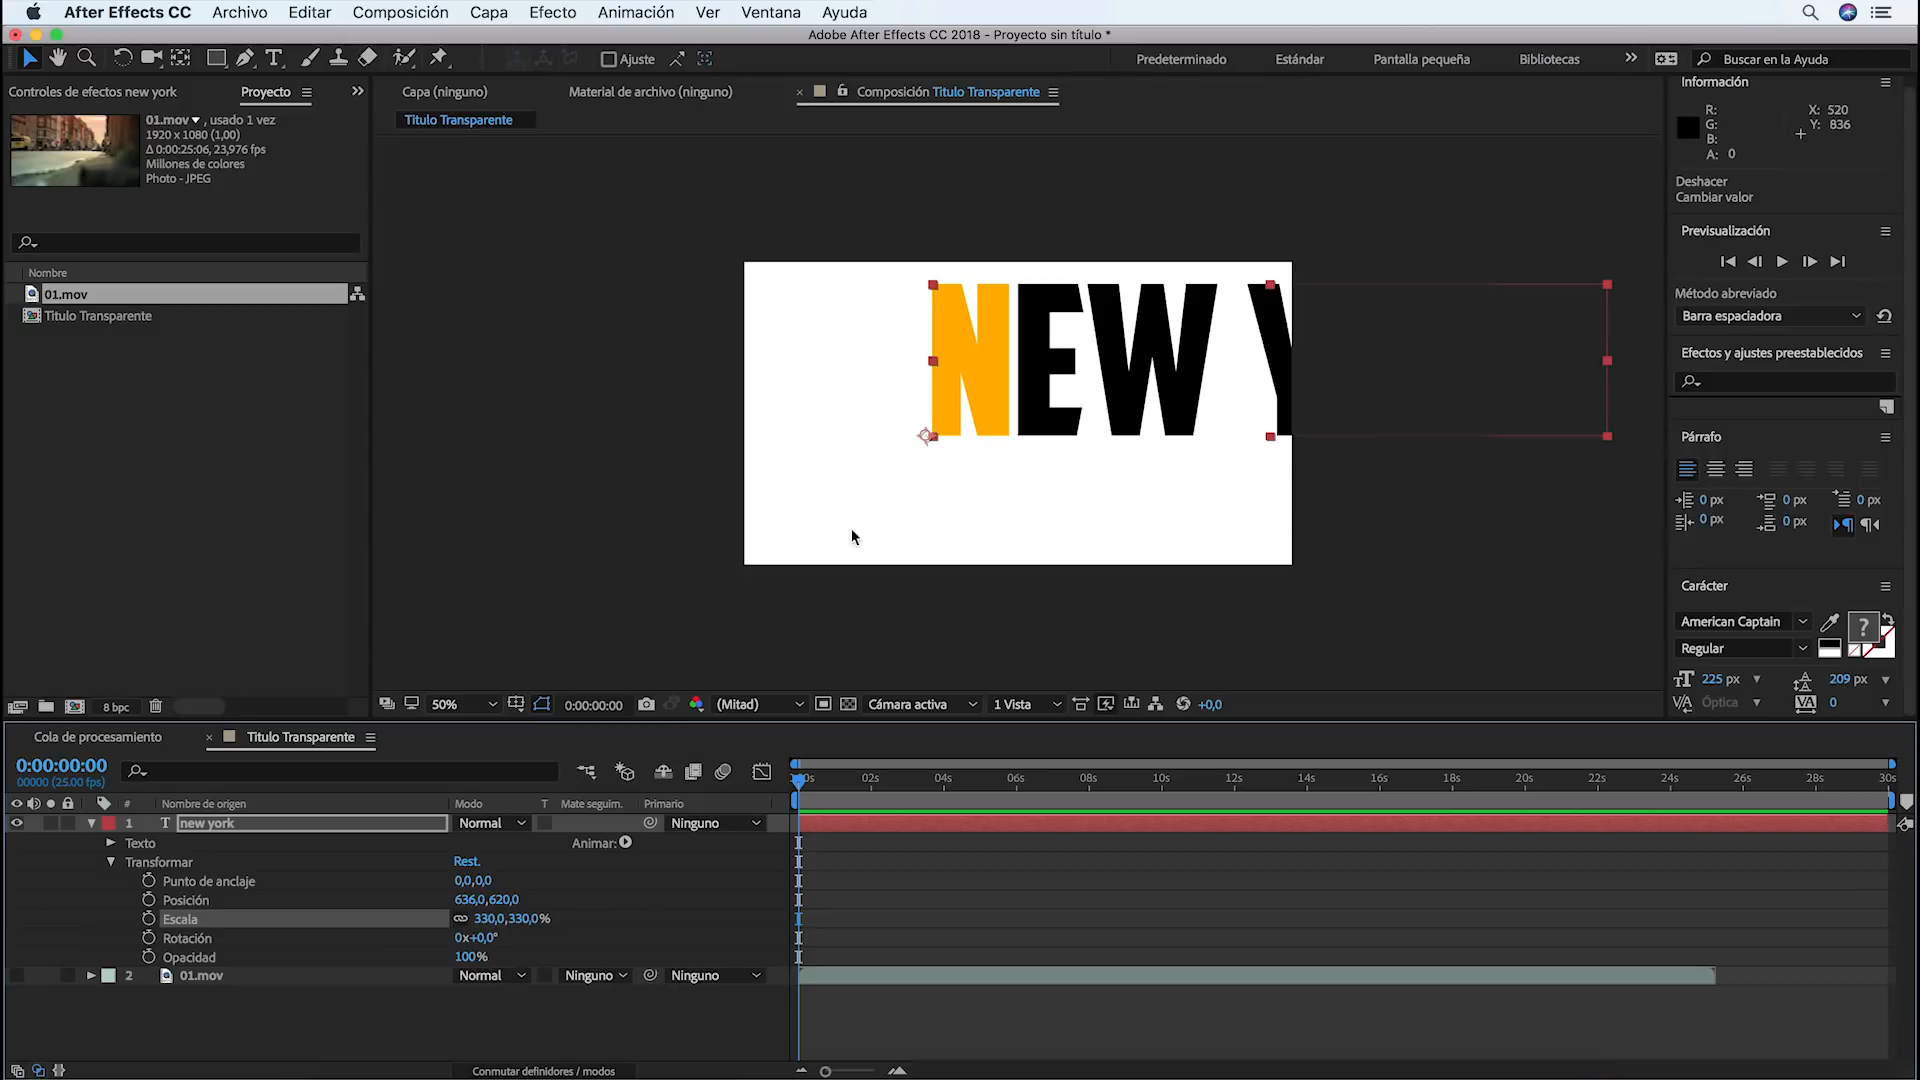 After Effects CC Archivo Editar Composición Capa Efecto Animación Ver Ventana Ayuda
Adobe After Effects CC 2018 - Proyecto sin título *
Ajuste Predeterminado Estándar Pantalla pequeña Bibliotecas Buscar en la Ayuda
Controles de efectos new york Proyecto
Capa (ninguno) Material de archivo (ninguno) Composición Titulo Transparente
Titulo Transparente
01.mov , usado 1 vez
1920 x 1080 (1,00)
Δ 0:00:25:06, 23,976 fps
Millones de colores
Photo - JPEG
Nombre
01.mov
Titulo Transparente
8 bpc
NEW Y
50% 0:00:00:00 (Mitad) Cámara activa 1 Vista +0,0
Información
R: X: 520
G: Y: 836
B:
A: 0
Deshacer
Cambiar valor
Previsualización
Método abreviado
Barra espaciadora
Efectos y ajustes preestablecidos
Párrafo
0 px 0 px 0 px
0 px 0 px
Carácter
American Captain
Regular
225 px 209 px
Óptica 0
Cola de procesamiento Titulo Transparente
0:00:00:00
00000 (25.00 fps)
# Nombre de origen Modo T Mate seguim. Primario
00s 02s 04s 06s 08s 10s 12s 14s 16s 18s 20s 22s 24s 26s 28s 30s
1 T new york Normal Ninguno
Texto Animar:
Transformar Rest.
Punto de anclaje 0,0,0,0
Posición 636,0,620,0
Escala 330,0,330,0%
Rotación 0x+0,0°
Opacidad 100%
2 01.mov Normal Ninguno Ninguno
Conmutar definidores / modos